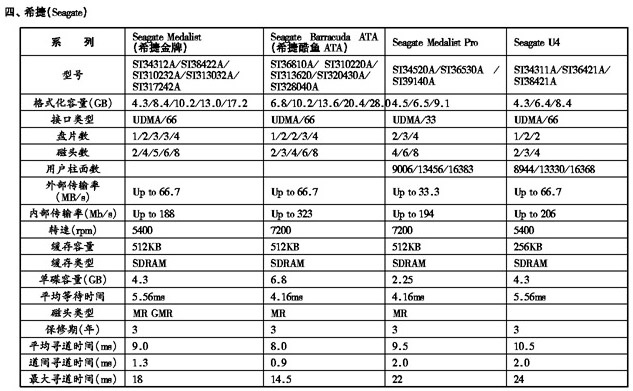 四、希捷(Seagate)
系 列 Seagate Medalist (希捷金牌) Seagate Barracuda ATA (希捷酷鱼 ATA) Seagate Medalist Pro Seagate U4
型号 ST34312A/ST38422A/ ST310232A/ST313032A/ ST317242A ST36810A/ ST310220A/ ST313620/ST320430A/ ST328040A ST34520A/ST36530A / ST39140A ST34311A/ST36421A/ ST38421A
格式化容量(GB) 4.3/8.4/10.2/13.0/17.2 6.8/10.2/13.6/20.4/28.0 4.5/6.5/9.1 4.3/6.4/8.4
接口类型 UDMA/66 UDMA/66 UDMA/33 UDMA/66
盘片数 1/2/3/3/4 1/2/2/3/4 2/3/4 1/2/2
磁头数 2/4/5/6/8 2/3/4/6/8 4/6/8 2/3/4
用户柱面数 9006/13456/16383 8944/13330/16368
外部传输率 (MB/s) Up to 66.7 Up to 66.7 Up to 33.3 Up to 66.7
内部传输率(Mb/s) Up to 188 Up to 323 Up to 194 Up to 206
转速(rpm) 5400 7200 7200 5400
缓存容量 512KB 512KB 512KB 256KB
缓存类型 SDRAM SDRAM SDRAM SDRAM
单碟容量(GB) 4.3 6.8 2.25 4.3
平均等待时间 5.56ms 4.16ms 4.16ms 5.56ms
磁头类型 MR GMR MR MR
保修期(年) 3 3 3 3
平均寻道时间(ms) 9.0 8.0 9.5 10.5
道间寻道时间(ms) 1.3 0.9 2.0 2.0
最大寻道时间(ms) 18 14.5 22 24